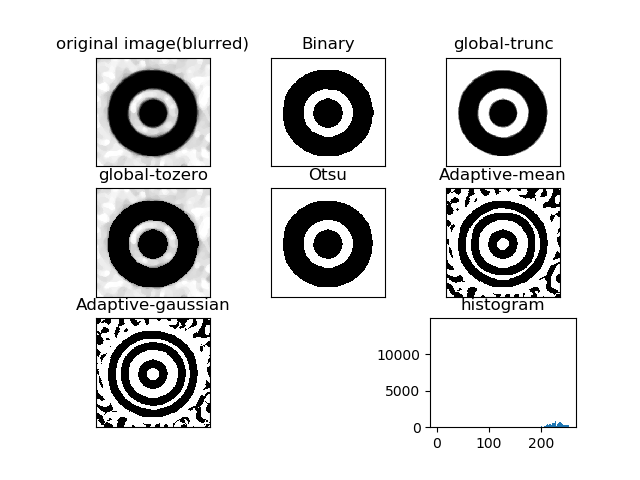 original image(blurred)
Binary
global-trunc
global-tozero
Otsu
Adaptive-mean
Adaptive-gaussian
histogram
10000
5000
0
0
100
200